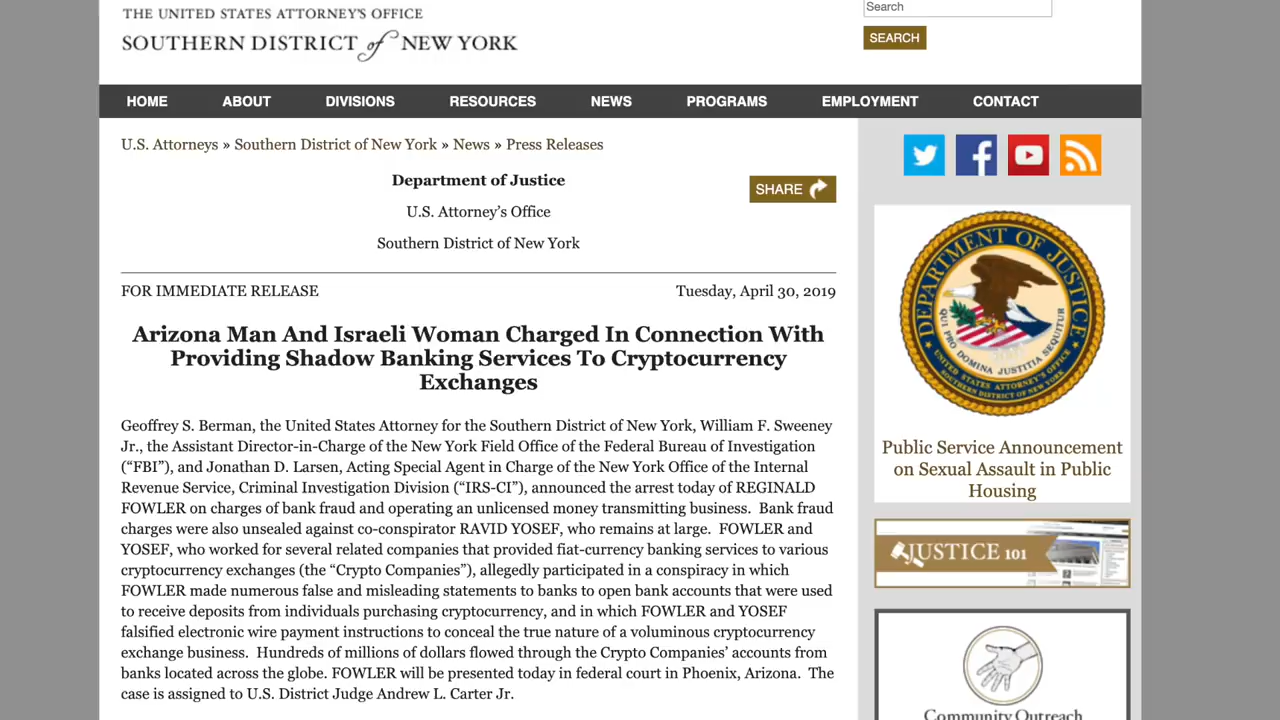 THE UNITED STATES ATTORNEY'S OFFICE
SOUTHERN DISTRICT of NEW YORK
Search
SEARCH
HOME ABOUT DIVISIONS RESOURCES NEWS PROGRAMS EMPLOYMENT CONTACT
U.S. Attorneys » Southern District of New York » News » Press Releases
Department of Justice
SHARE
U.S. Attorney's Office
Southern District of New York
FOR IMMEDIATE RELEASE Tuesday, April 30, 2019
Arizona Man And Israeli Woman Charged In Connection With
Providing Shadow Banking Services To Cryptocurrency
Exchanges
Geoffrey S. Berman, the United States Attorney for the Southern District of New York, William F. Sweeney
Jr., the Assistant Director-in-Charge of the New York Field Office of the Federal Bureau of Investigation
(“FBI”), and Jonathan D. Larsen, Acting Special Agent in Charge of the New York Office of the Internal
Revenue Service, Criminal Investigation Division (“IRS-CI”), announced the arrest today of REGINALD
FOWLER on charges of bank fraud and operating an unlicensed money transmitting business.  Bank fraud
charges were also unsealed against co-conspirator RAVID YOSEF, who remains at large.  FOWLER and
YOSEF, who worked for several related companies that provided fiat-currency banking services to various
cryptocurrency exchanges (the “Crypto Companies”), allegedly participated in a conspiracy in which
FOWLER made numerous false and misleading statements to banks to open bank accounts that were used
to receive deposits from individuals purchasing cryptocurrency, and in which FOWLER and YOSEF
falsified electronic wire payment instructions to conceal the true nature of a voluminous cryptocurrency
exchange business.  Hundreds of millions of dollars flowed through the Crypto Companies’ accounts from
banks located across the globe. FOWLER will be presented today in federal court in Phoenix, Arizona.  The
case is assigned to U.S. District Judge Andrew L. Carter Jr.
DEPARTMENT OF JUSTICE
QUI PRO DOMINA JUSTITIA SEQUITUR
UNITED STATES ATTORNEY'S OFFICE
SOUTHERN DISTRICT OF NEW YORK
Public Service Announcement
on Sexual Assault in Public
Housing
JUSTICE 101
Community Outreach